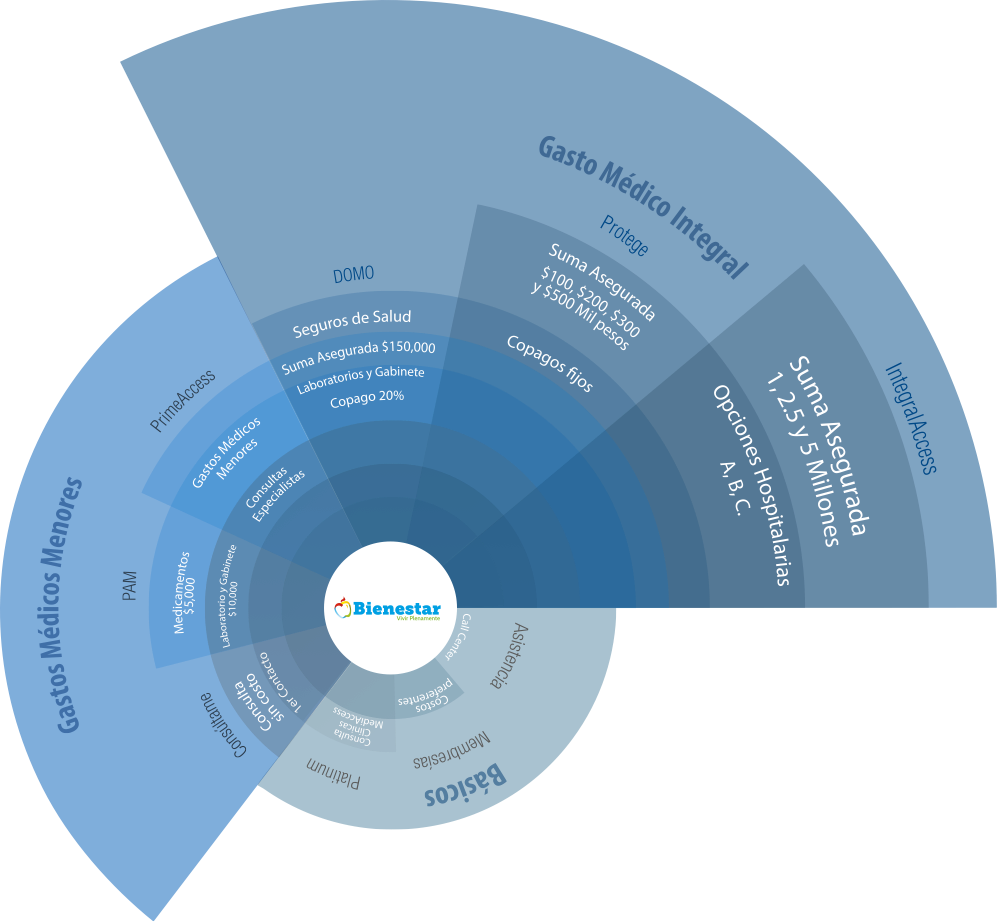 Gasto Médico Integral
Protege
Suma Asegurada
$100, $200, $300
y $500 Mil pesos
Copagos fijos
IntegralAccess
Suma Asegurada
1, 2.5 y 5 Millones
Opciones Hospitalarias
A, B, C.
DOMO
Seguros de Salud
Suma Asegurada $150,000
Laboratorios y Gabinete
Copago 20%
Gastos Médicos Menores
PrimeAccess
Gastos Médicos
Menores
Consultas
Especialistas
PAM
Medicamentos
$5,000
Laboratorio y Gabinete
$10,000
Consúltame
Consulta
sin costo
1er Contacto
Bienestar
Vivir Plenamente
Básicos
Platinum
Consulta
Clínicas
MediAccess
Membresías
Costos
preferentes
Asistencia
Call Center